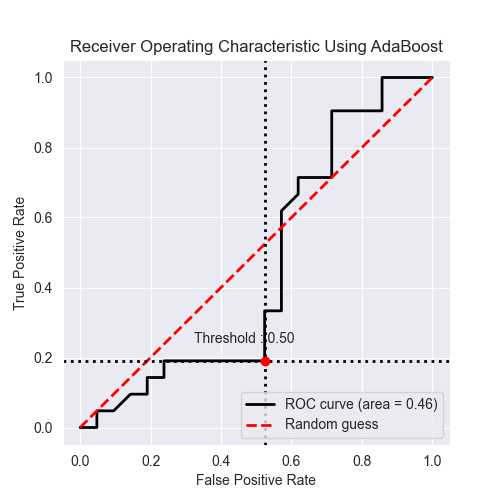 Receiver Operating Characteristic Using AdaBoost
True Positive Rate
1.0
0.8
0.6
0.4
0.2
0.0
Threshold :0.50
ROC curve (area = 0.46)
Random guess
0.0 0.2 0.4 0.6 0.8 1.0
False Positive Rate